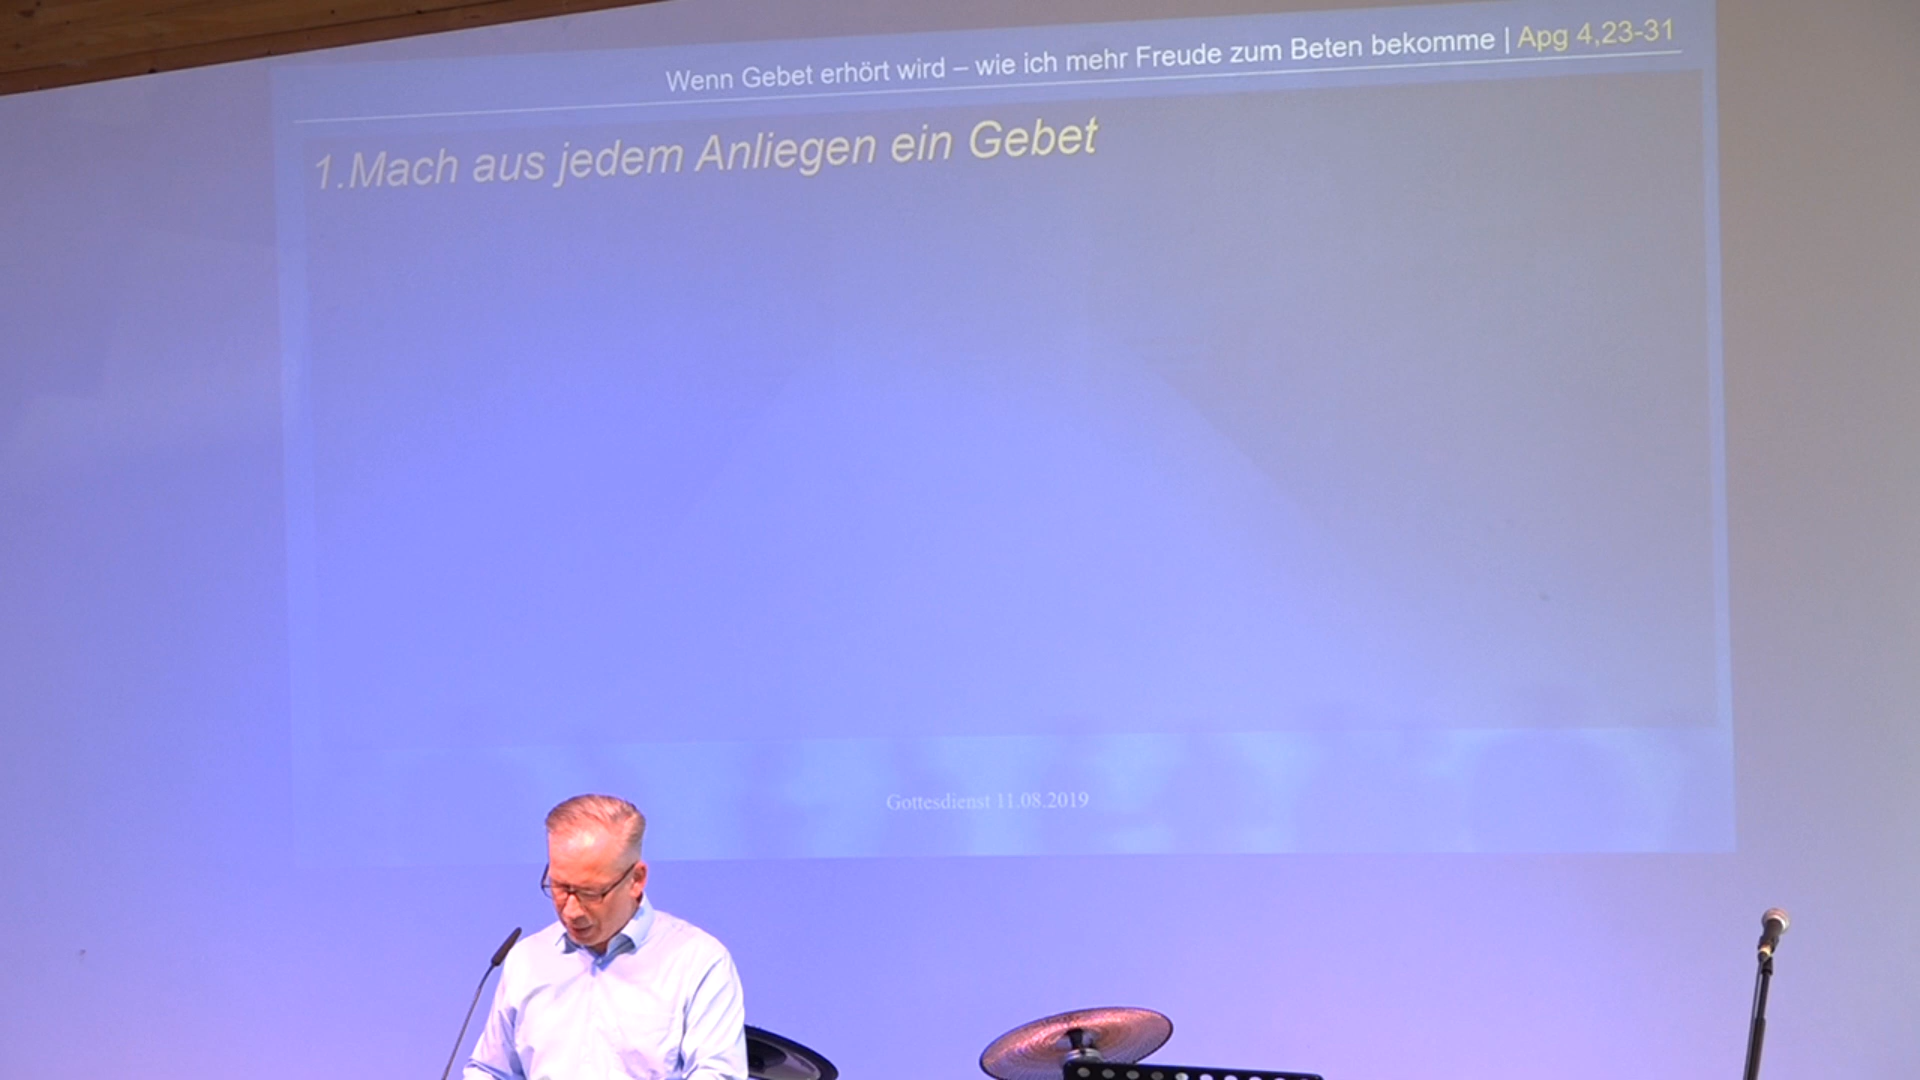 Wenn Gebet erhört wird – wie ich mehr Freude zum Beten bekomme | Apg 4,23-31
1.Mach aus jedem Anliegen ein Gebet
Gottesdienst 11.08.2019